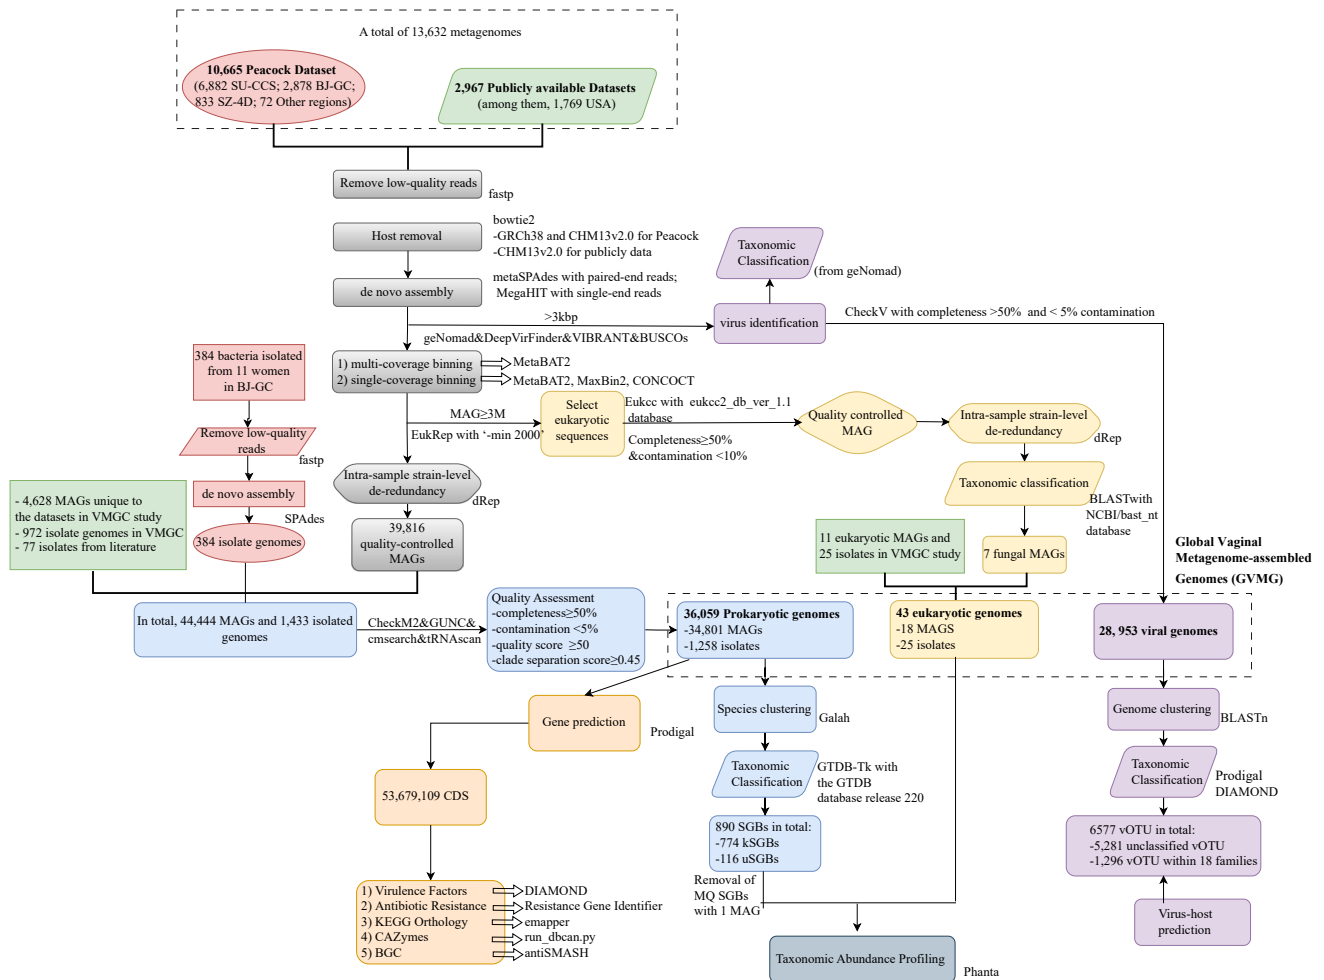 A total of 13,632 metagenomes
10,665 Peacock Dataset
(6,882 SU-CCS; 2,878 BJ-GC;
833 SZ-4D; 72 Other regions)
2,967 Publicly available Datasets
(among them, 1,769 USA)
Remove low-quality reads
fastp
Host removal
bowtie2
-GRCh38 and CHM13v2.0 for Peacock
-CHM13v2.0 for publicly data
de novo assembly
metaSPAdes with paired-end reads;
MegaHIT with single-end reads
Taxonomic
Classification
(from geNomad)
>3kbp
geNomad&DeepVirFinder&VIBRANT&BUSCOs
virus identification
CheckV with completeness >50% and < 5% contamination
1) multi-coverage binning
2) single-coverage binning
MetaBAT2
MetaBAT2, MaxBin2, CONCOCT
384 bacteria isolated
from 11 women
in BJ-GC
Remove low-quality
reads
fastp
de novo assembly
SPAdes
384 isolate genomes
MAG≥3M
EukRep with ‘-min 2000’
Select
eukaryotic
sequences
Eukcc with eukcc2_db_ver_1.1
database
Completeness≥50%
&contamination <10%
Quality controlled
MAG
Intra-sample strain-level
de-redundancy
dRep
Taxonomic classification
BLASTwith
NCBI/bast_nt
database
7 fungal MAGs
Intra-sample strain-level
de-redundancy
dRep
39,816
quality-controlled
MAGs
- 4,628 MAGs unique to
the datasets in VMGC study
- 972 isolate genomes in VMGC
- 77 isolates from literature
11 eukaryotic MAGs and
25 isolates in VMGC study
Global Vaginal
Metagenome-assembled
Genomes (GVMG)
In total, 44,444 MAGs and 1,433 isolated
genomes
CheckM2&GUNC&
cmsearch&tRNAscan
Quality Assessment
-completeness≥50%
-contamination <5%
-quality score ≥50
-clade separation score≥0.45
36,059 Prokaryotic genomes
-34,801 MAGs
-1,258 isolates
43 eukaryotic genomes
-18 MAGS
-25 isolates
28, 953 viral genomes
Gene prediction
Prodigal
Species clustering
Galah
Genome clustering
BLASTn
Taxonomic
Classification
GTDB-Tk with
the GTDB
database release 220
Taxonomic
Classification
Prodigal
DIAMOND
53,679,109 CDS
890 SGBs in total:
-774 kSGBs
-116 uSGBs
6577 vOTU in total:
-5,281 unclassified vOTU
-1,296 vOTU within 18 families
Removal of
MQ SGBs
with 1 MAG
1) Virulence Factors
2) Antibiotic Resistance
3) KEGG Orthology
4) CAZymes
5) BGC
DIAMOND
Resistance Gene Identifier
emapper
run_dbcan.py
antiSMASH
Virus-host
prediction
Taxonomic Abundance Profiling
Phanta